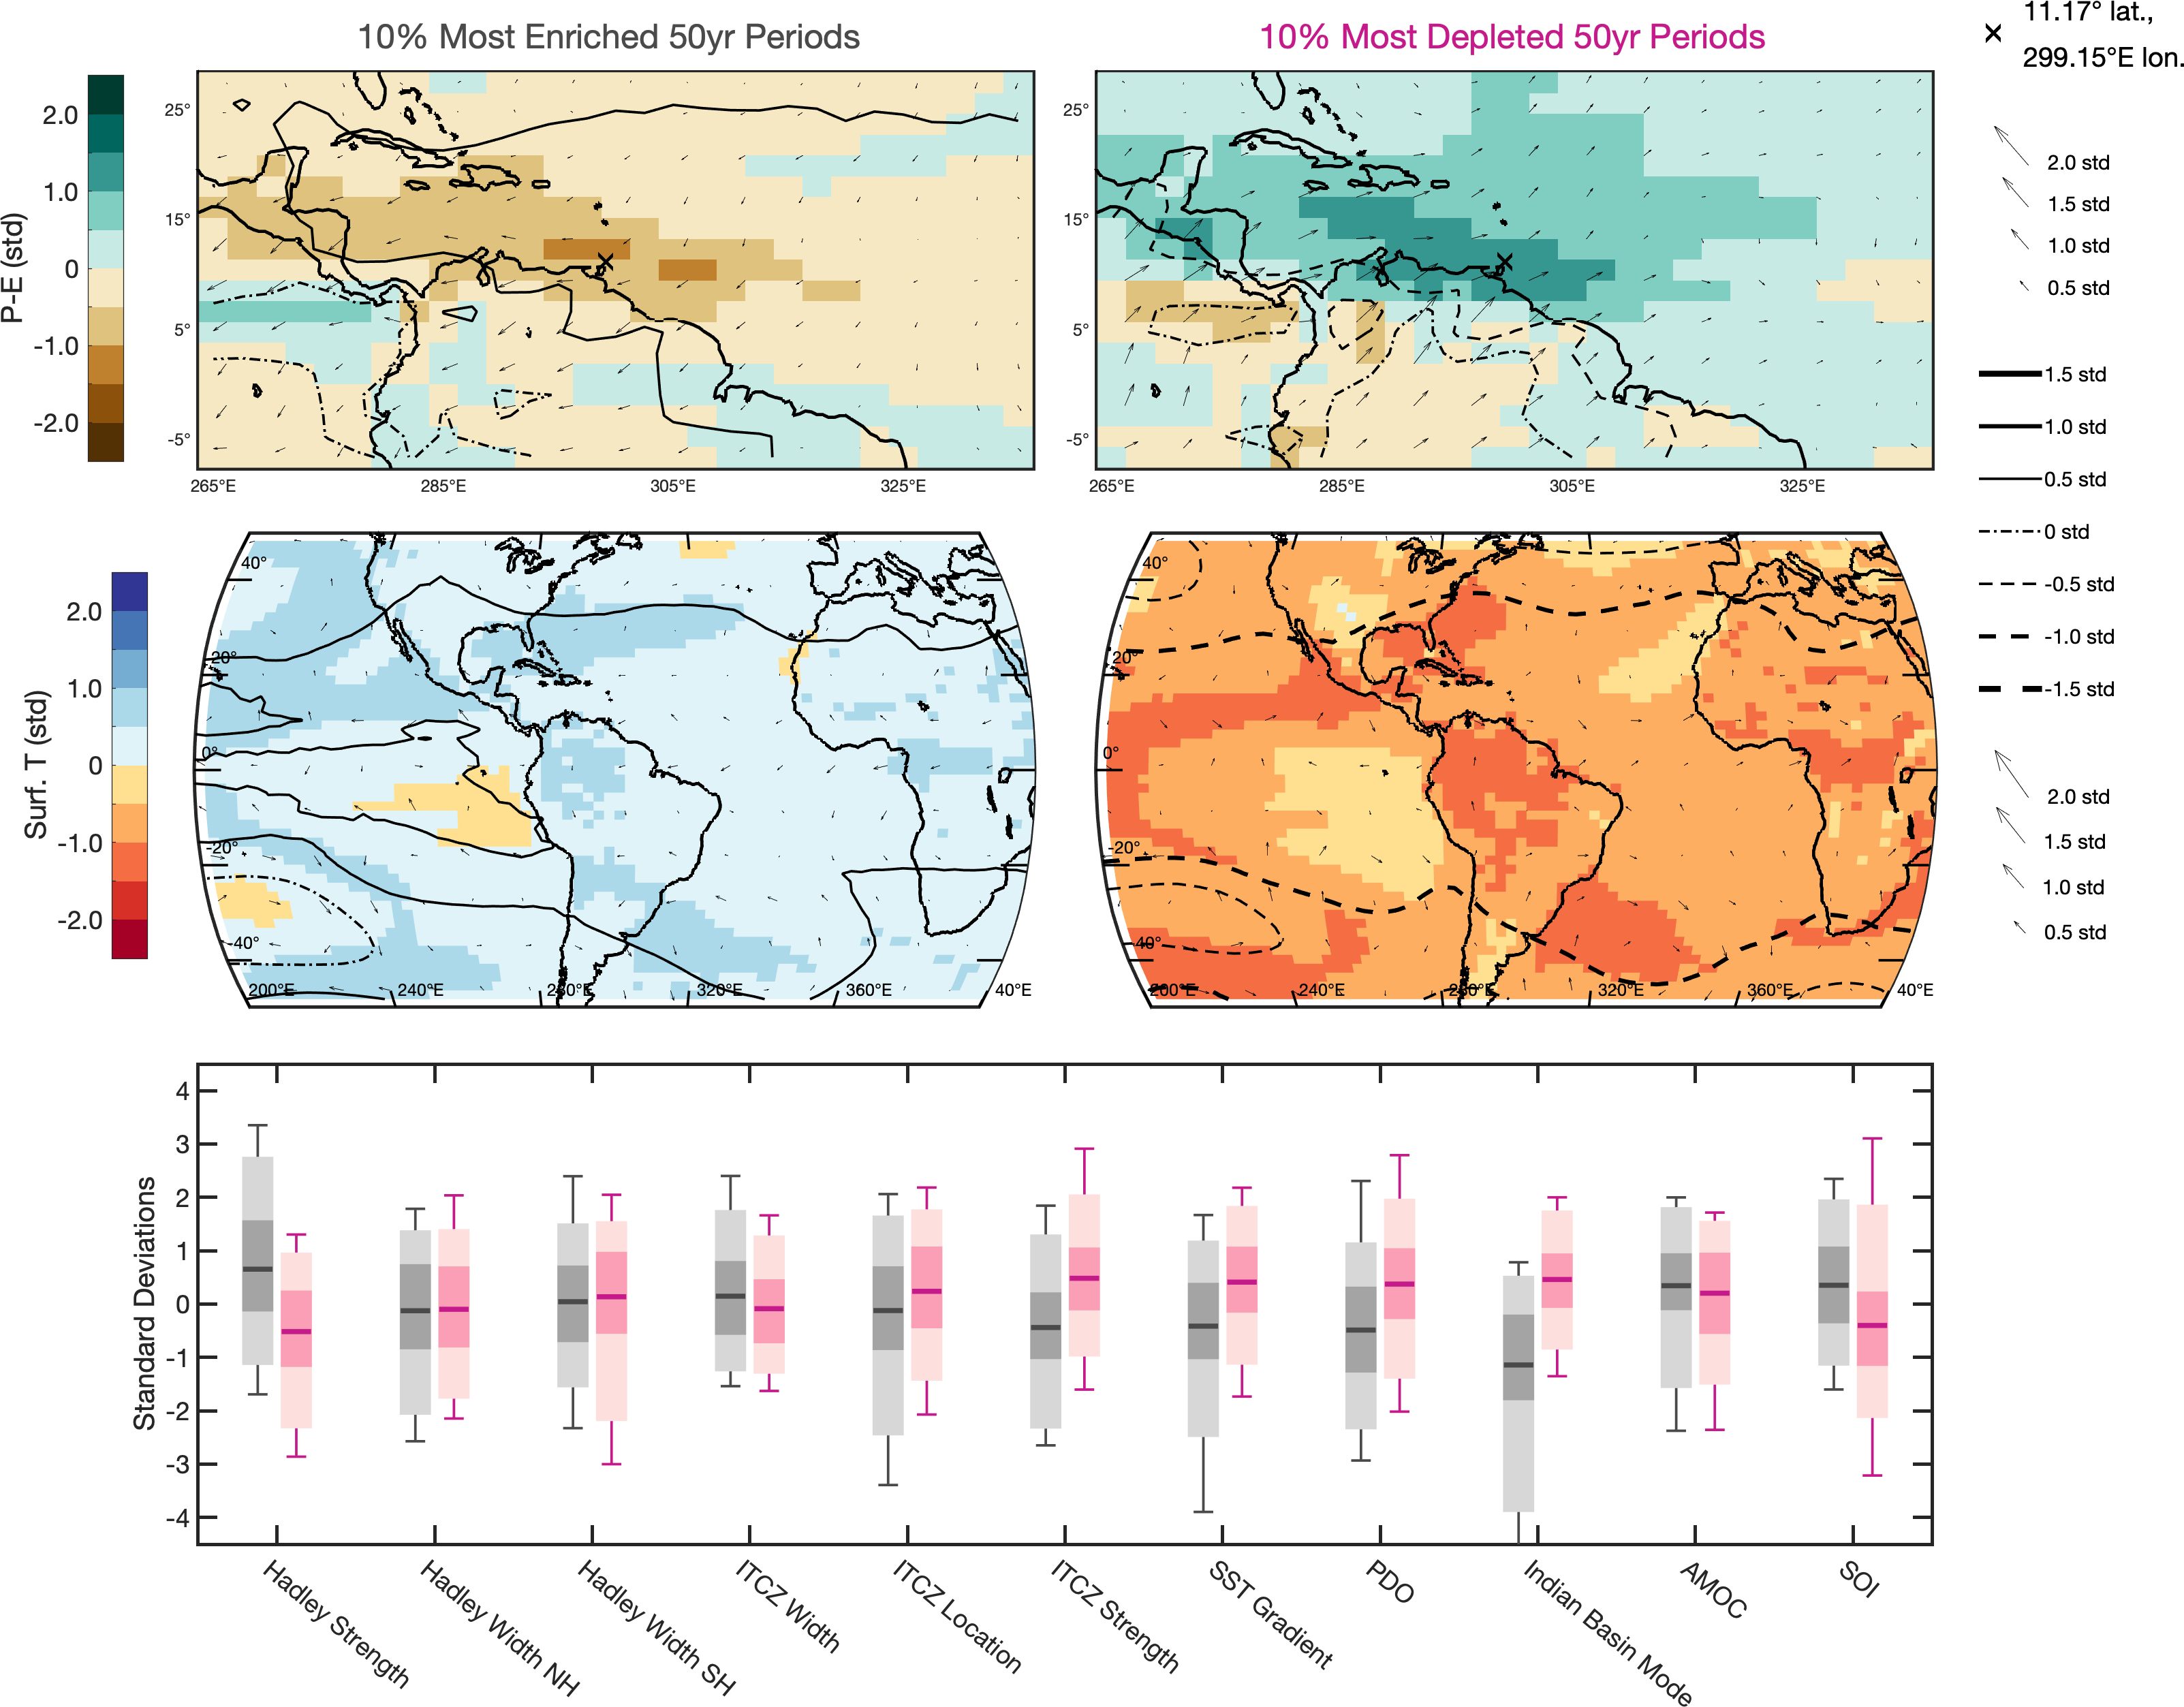 10% Most Enriched 50yr Periods
10% Most Depleted 50yr Periods
11.17° lat.,
299.15°E lon.
P-E (std)
2.0
1.0
0
-1.0
-2.0
25°
15°
5°
-5°
265°E
285°E
305°E
325°E
25°
15°
5°
-5°
265°E
285°E
305°E
325°E
2.0 std
1.5 std
1.0 std
0.5 std
1.5 std
1.0 std
0.5 std
0 std
-0.5 std
-1.0 std
-1.5 std
Surf. T (std)
2.0
1.0
0
-1.0
-2.0
40°
20°
0°
-20°
-40°
200°E
240°E
280°E
320°E
360°E
40°E
40°
20°
0°
-20°
-40°
200°E
240°E
280°E
320°E
360°E
40°E
2.0 std
1.5 std
1.0 std
0.5 std
Standard Deviations
4
3
2
1
0
-1
-2
-3
-4
Hadley Strength
Hadley Width NH
Hadley Width SH
ITCZ Width
ITCZ Location
ITCZ Strength
SST Gradient
PDO
Indian Basin Mode
AMOC
SOI